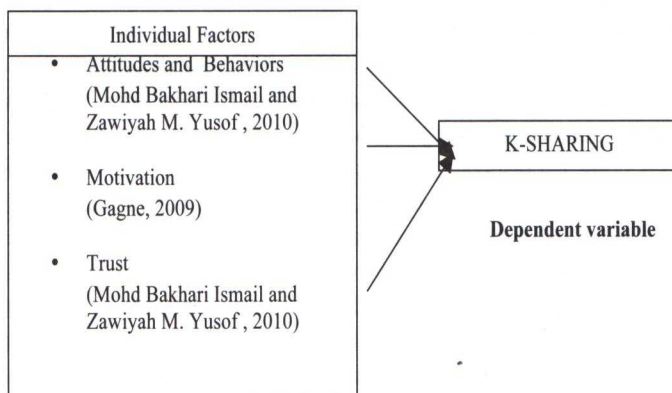 Individual Factors
• Attitudes and Behaviors
(Mohd Bakhari Ismail and
Zawiyah M. Yusof , 2010)
• Motivation
(Gagne, 2009)
• Trust
(Mohd Bakhari Ismail and
Zawiyah M. Yusof , 2010)
K-SHARING
Dependent variable